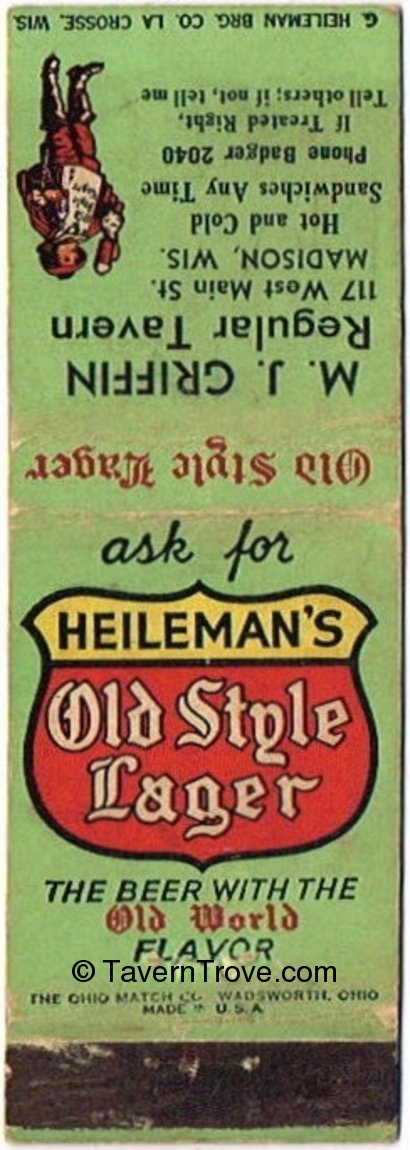 G. HEILEMAN BRG. CO. LA CROSSE, WIS.
Tell others; if not, tell me
If Treated Right,
Phone Badger 2040
Sandwiches Any Time
Hot and Cold
MADISON, WIS.
117 West Main St.
Regular Tavern
M. J. GRIFFIN
Old Style Lager
ask for
HEILEMAN'S
Old Style
Lager
THE BEER WITH THE
Old World
FLAVOR
© TavernTrove.com
THE OHIO MATCH CO. WADSWORTH, OHIO
MADE IN U.S.A.